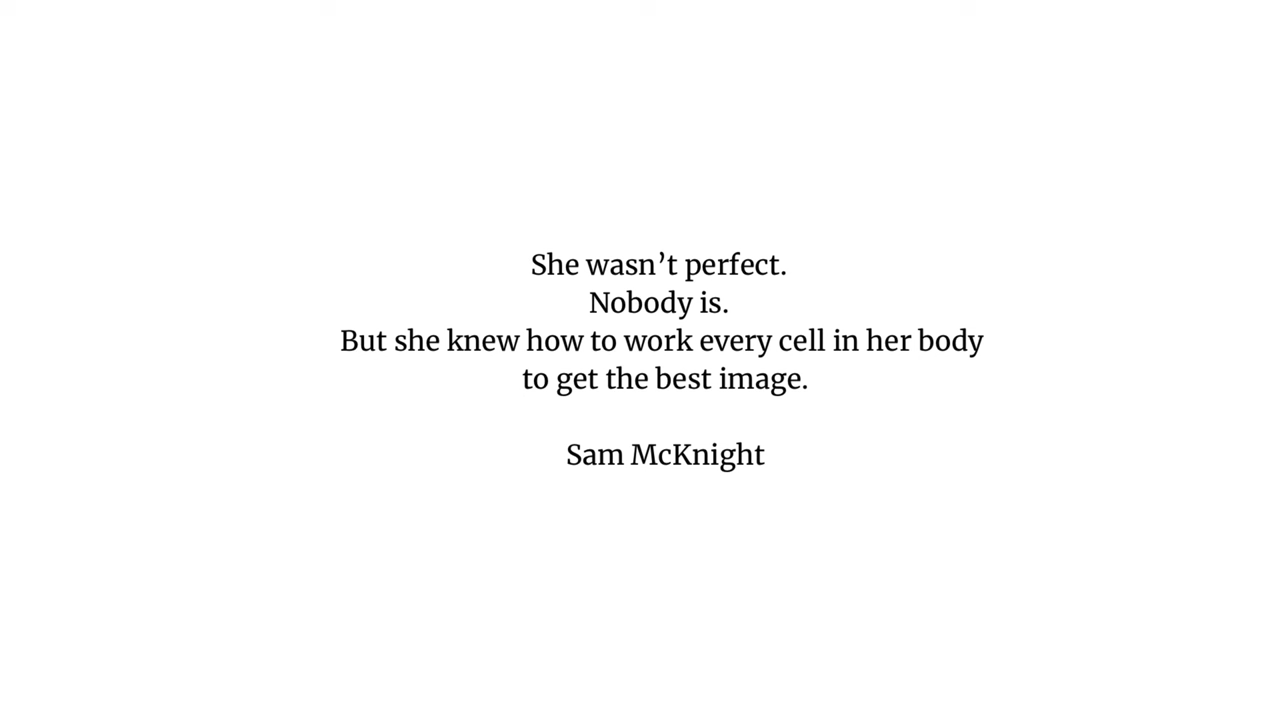 She wasn’t perfect.
Nobody is.
But she knew how to work every cell in her body
to get the best image.
Sam McKnight